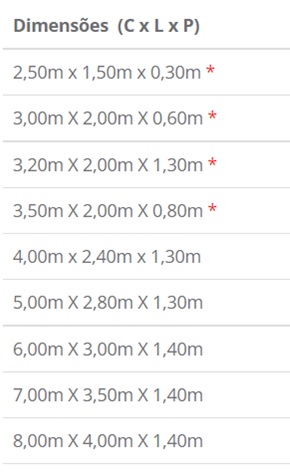 Dimensões (C x L x P)
2,50m x 1,50m x 0,30m *
3,00m X 2,00m X 0,60m *
3,20m X 2,00m X 1,30m *
3,50m X 2,00m X 0,80m *
4,00m x 2,40m x 1,30m
5,00m X 2,80m X 1,30m
6,00m X 3,00m X 1,40m
7,00m X 3,50m X 1,40m
8,00m X 4,00m X 1,40m